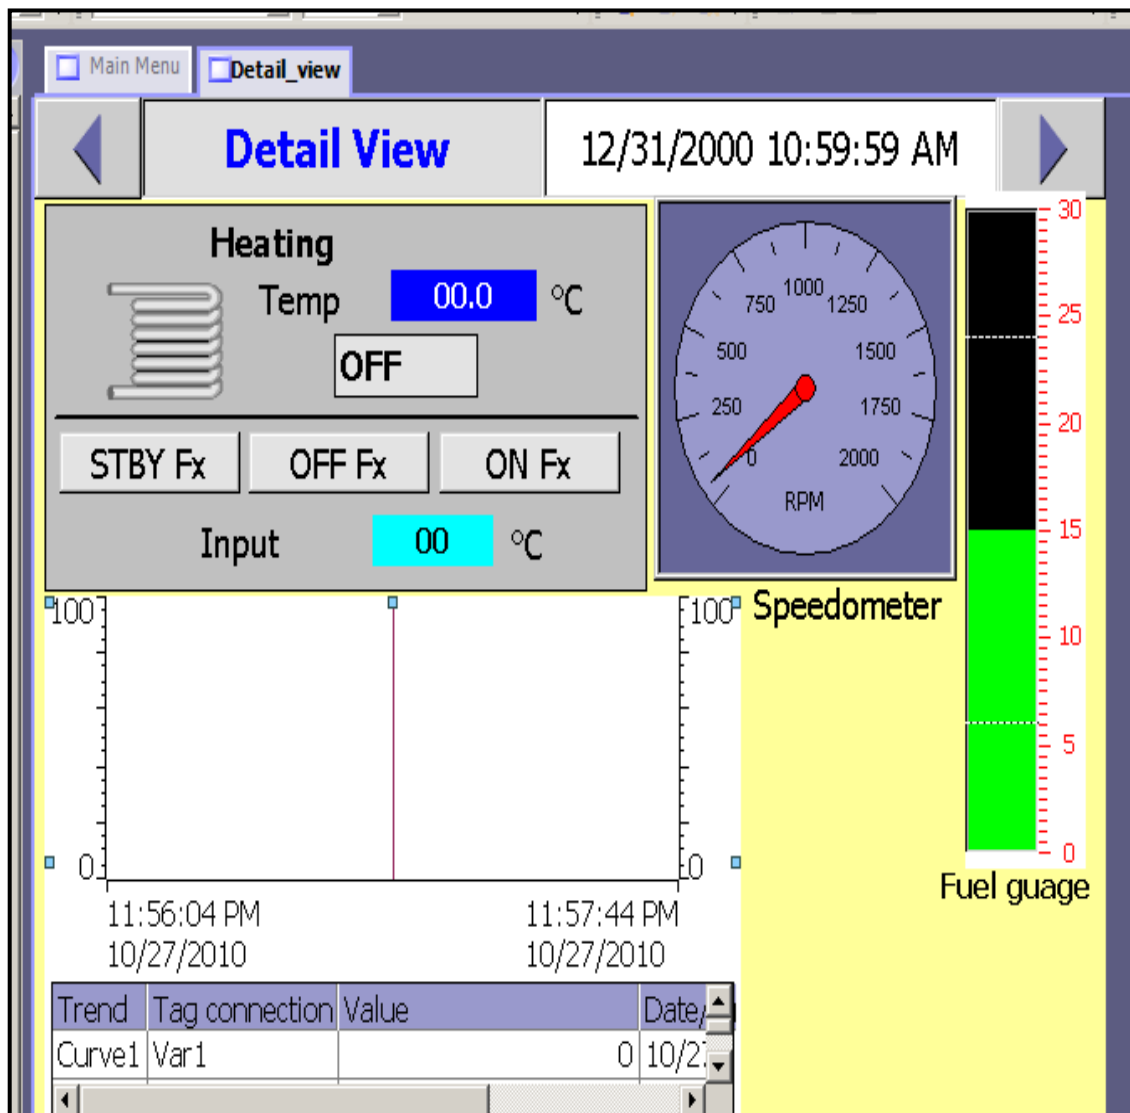 Main Menu
Detail_view
Detail View
12/31/2000 10:59:59 AM
Heating
Temp 00.0 °C
OFF
STBY Fx OFF Fx ON Fx
Input 00 °C
0 250 500 750 1000 1250 1500 1750 2000
RPM
Speedometer
30
25
20
15
10
5
0
Fuel guage
100 100
0 0
11:56:04 PM 11:57:44 PM
10/27/2010 10/27/2010
Trend Tag connection Value Date/
Curve1 Var1 0 10/27